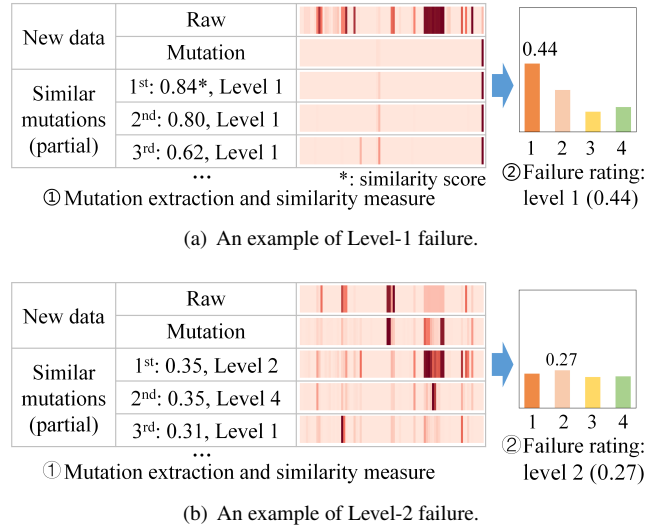 New data
Raw
Mutation
Similar
mutations
(partial)
1st: 0.84*, Level 1
2nd: 0.80, Level 1
3rd: 0.62, Level 1
...
*: similarity score
① Mutation extraction and similarity measure
0.44
1 2 3 4
② Failure rating:
level 1 (0.44)
(a) An example of Level-1 failure.
New data
Raw
Mutation
Similar
mutations
(partial)
1st: 0.35, Level 2
2nd: 0.35, Level 4
3rd: 0.31, Level 1
...
① Mutation extraction and similarity measure
0.27
1 2 3 4
② Failure rating:
level 2 (0.27)
(b) An example of Level-2 failure.